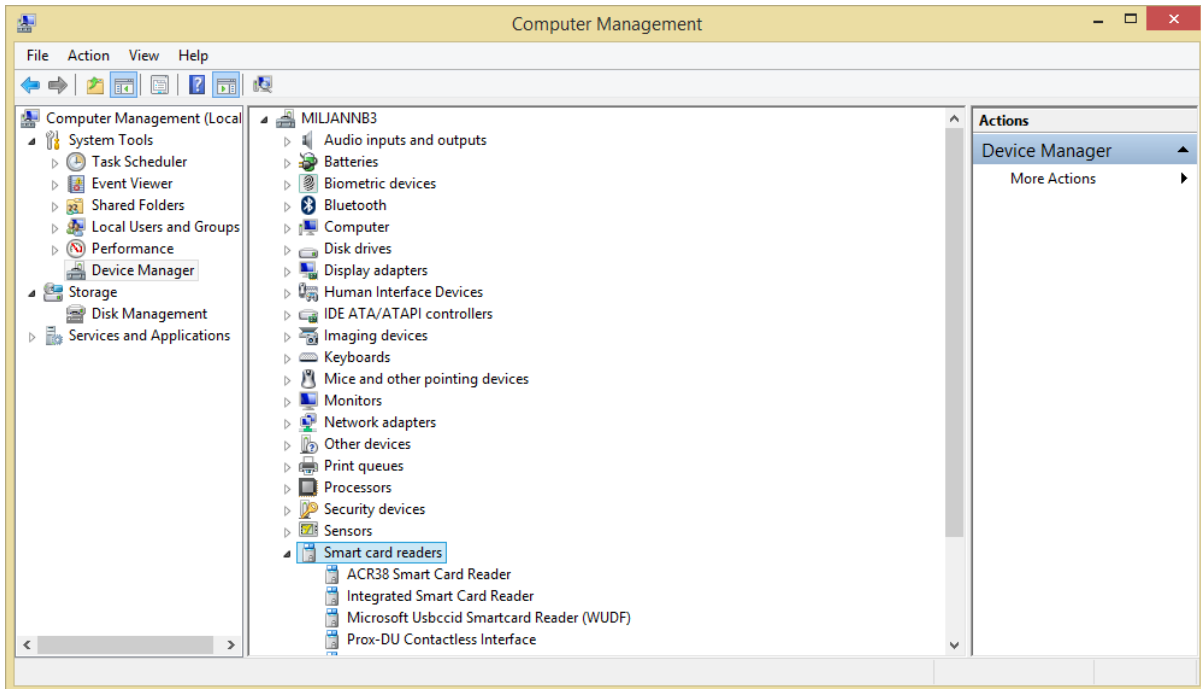 Computer Management
File Action View Help
Computer Management (Local
System Tools
Task Scheduler
Event Viewer
Shared Folders
Local Users and Groups
Performance
Device Manager
Storage
Disk Management
Services and Applications
MILJANNB3
Audio inputs and outputs
Batteries
Biometric devices
Bluetooth
Computer
Disk drives
Display adapters
Human Interface Devices
IDE ATA/ATAPI controllers
Imaging devices
Keyboards
Mice and other pointing devices
Monitors
Network adapters
Other devices
Print queues
Processors
Security devices
Sensors
Smart card readers
ACR38 Smart Card Reader
Integrated Smart Card Reader
Microsoft Usbccid Smartcard Reader (WUDF)
Prox-DU Contactless Interface
Actions
Device Manager
More Actions